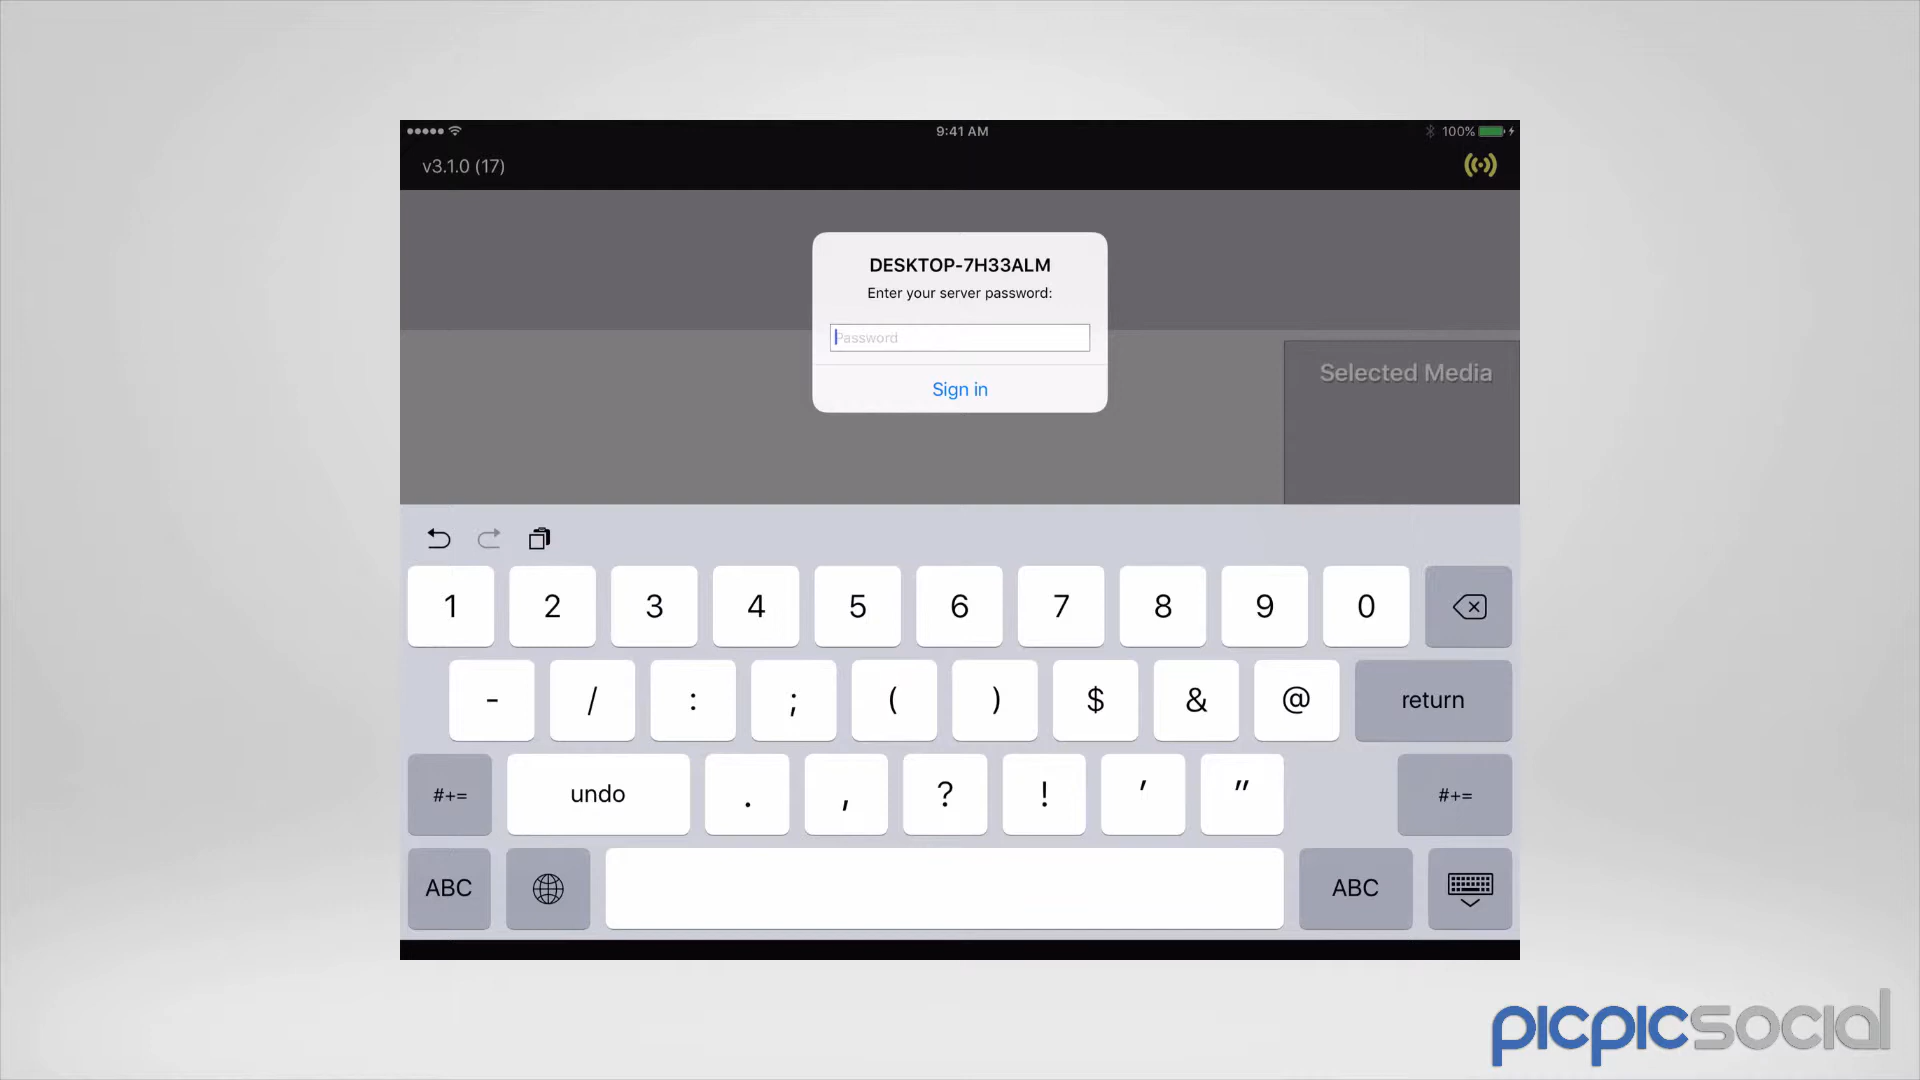 9:41 AM
100%
v3.1.0 (17)
DESKTOP-7H33ALM
Enter your server password:
Password
Sign in
Selected Media
1 2 3 4 5 6 7 8 9 0
- / : ; ( ) $ & @ return
#+= undo . , ? ! ' " #+=
ABC ABC
picpicsocial